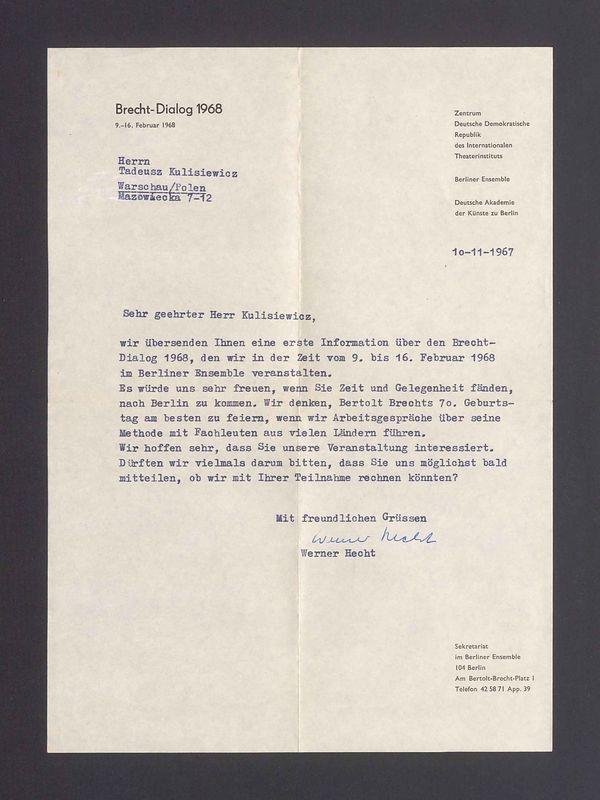 Brecht-Dialog 1968
9.–16. Februar 1968
Zentrum
Deutsche Demokratische
Republik
des Internationalen
Theaterinstituts
Berliner Ensemble
Deutsche Akademie
der Künste zu Berlin
Herrn
Tadeusz Kulisiewicz
Warschau/Polen
Mazowiecka 7-12
1o-11-1967
Sehr geehrter Herr Kulisiewicz,
wir übersenden Ihnen eine erste Information über den Brecht-
Dialog 1968, den wir in der Zeit vom 9. bis 16. Februar 1968
im Berliner Ensemble veranstalten.
Es würde uns sehr freuen, wenn Sie Zeit und Gelegenheit fänden,
nach Berlin zu kommen. Wir denken, Bertolt Brechts 7o. Geburts-
tag am besten zu feiern, wenn wir Arbeitsgespräche über seine
Methode mit Fachleuten aus vielen Ländern führen.
Wir hoffen sehr, dass Sie unsere Veranstaltung interessiert.
Dürften wir vielmals darum bitten, dass Sie uns möglichst bald
mitteilen, ob wir mit Ihrer Teilnahme rechnen könnten?
Mit freundlichen Grüssen
Werner Hecht
Werner Hecht
Sekretariat
im Berliner Ensemble
104 Berlin
Am Bertolt-Brecht-Platz 1
Telefon 42 58 71 App. 39